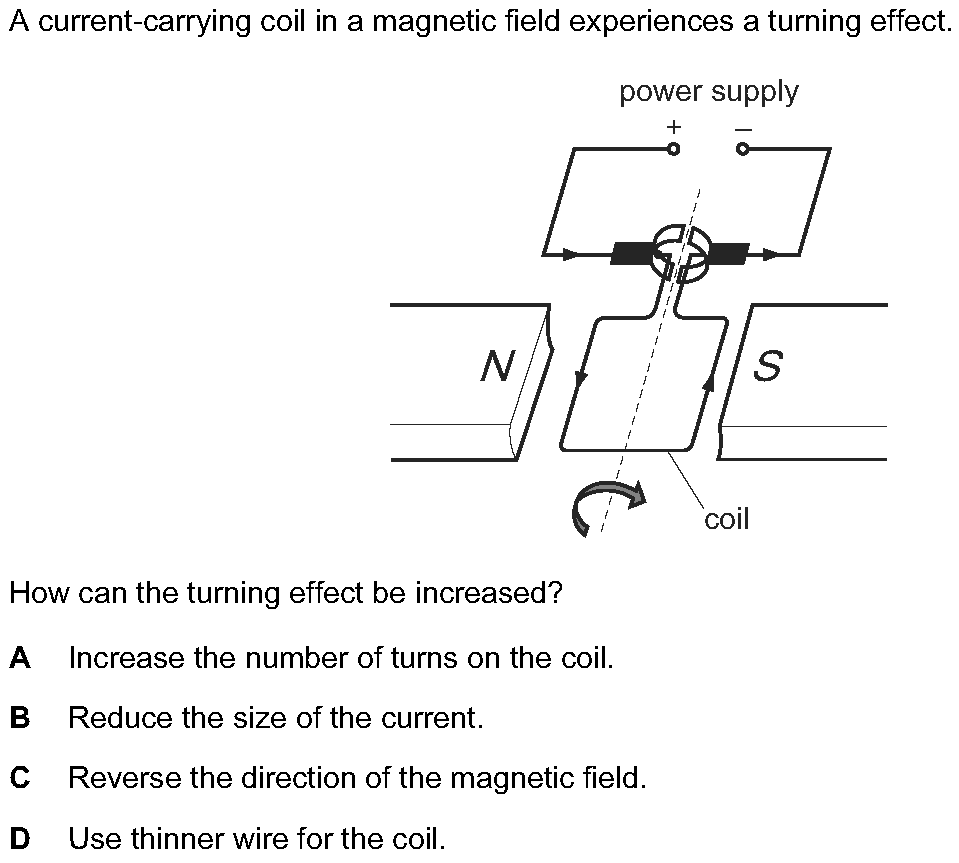 A current-carrying coil in a magnetic field experiences a turning effect.
power supply
+ –
N S
coil
How can the turning effect be increased?
A Increase the number of turns on the coil.
B Reduce the size of the current.
C Reverse the direction of the magnetic field.
D Use thinner wire for the coil.